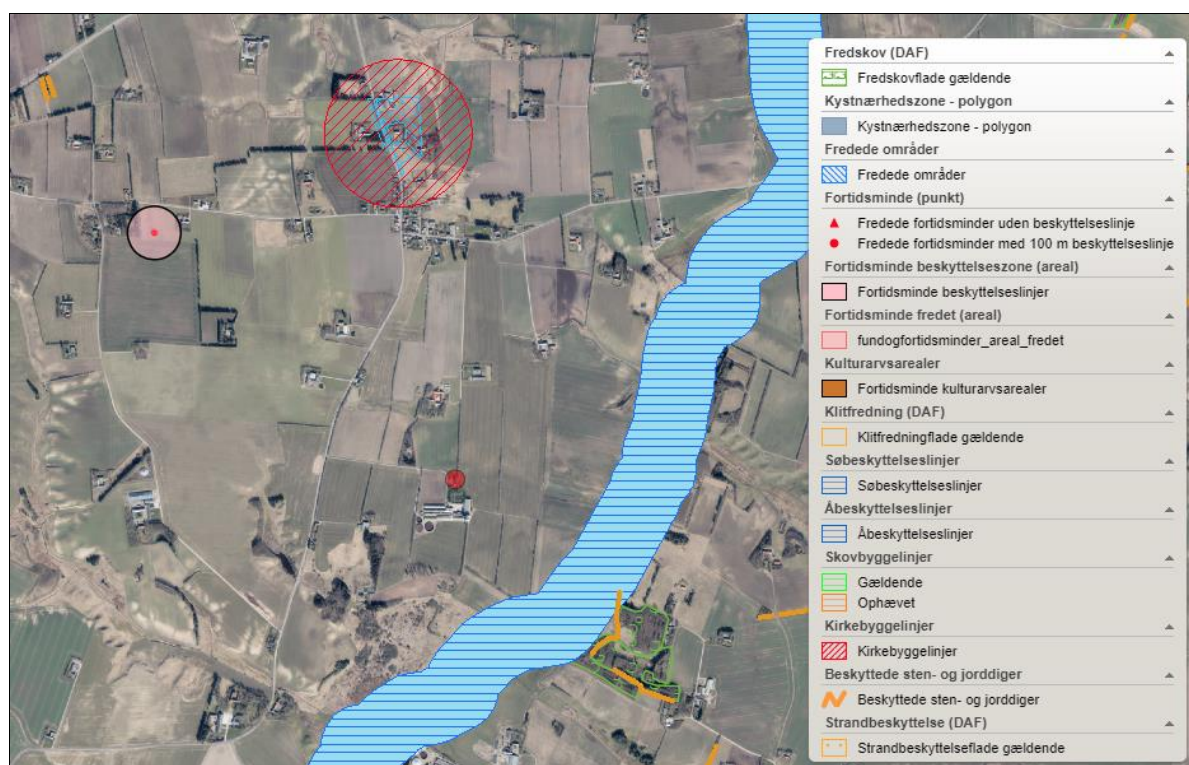 Fredskov (DAF)
Fredskovflade gældende
Kystnærhedszone - polygon
Kystnærhedszone - polygon
Fredede områder
Fredede områder
Fortidsminde (punkt)
Fredede fortidsminder uden beskyttelseslinje
Fredede fortidsminder med 100 m beskyttelseslinje
Fortidsminde beskyttelseszone (areal)
Fortidsminde beskyttelseslinjer
Fortidsminde fredet (areal)
fundogfortidsminder_areal_fredet
Kulturarvsarealer
Fortidsminde kulturarvsarealer
Klitfredning (DAF)
Klitfredningflade gældende
Søbeskyttelseslinjer
Søbeskyttelseslinjer
Åbeskyttelseslinjer
Åbeskyttelseslinjer
Skovbyggelinjer
Gældende
Ophævet
Kirkebyggelinjer
Kirkebyggelinjer
Beskyttede sten- og jorddiger
Beskyttede sten- og jorddiger
Strandbeskyttelse (DAF)
Strandbeskyttelseflade gældende